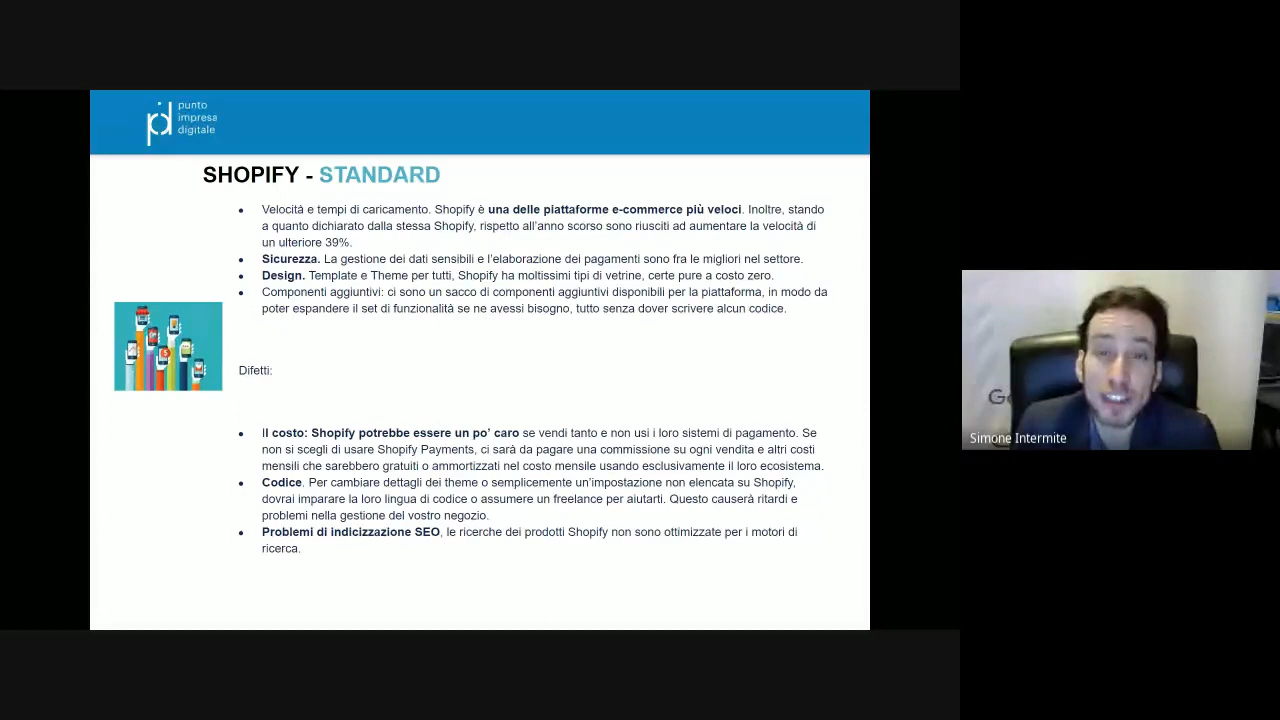 punto
impresa
digitale
SHOPIFY - STANDARD
Velocità e tempi di caricamento. Shopify è una delle piattaforme e-commerce più veloci. Inoltre, stando
a quanto dichiarato dalla stessa Shopify, rispetto all'anno scorso sono riusciti ad aumentare la velocità di
un ulteriore 39%.
Sicurezza. La gestione dei dati sensibili e l'elaborazione dei pagamenti sono fra le migliori nel settore.
Design. Template e Theme per tutti, Shopify ha moltissimi tipi di vetrine, certe pure a costo zero.
Componenti aggiuntivi: ci sono un sacco di componenti aggiuntivi disponibili per la piattaforma, in modo da
poter espandere il set di funzionalità se ne avessi bisogno, tutto senza dover scrivere alcun codice.
Difetti:
Il costo: Shopify potrebbe essere un po' caro se vendi tanto e non usi i loro sistemi di pagamento. Se
non si scegli di usare Shopify Payments, ci sarà da pagare una commissione su ogni vendita e altri costi
mensili che sarebbero gratuiti o ammortizzati nel costo mensile usando esclusivamente il loro ecosistema.
Codice. Per cambiare dettagli dei theme o semplicemente un'impostazione non elencata su Shopify,
dovrai imparare la loro lingua di codice o assumere un freelance per aiutarti. Questo causerà ritardi e
problemi nella gestione del vostro negozio.
Problemi di indicizzazione SEO, le ricerche dei prodotti Shopify non sono ottimizzate per i motori di
ricerca.
Simone Intermite